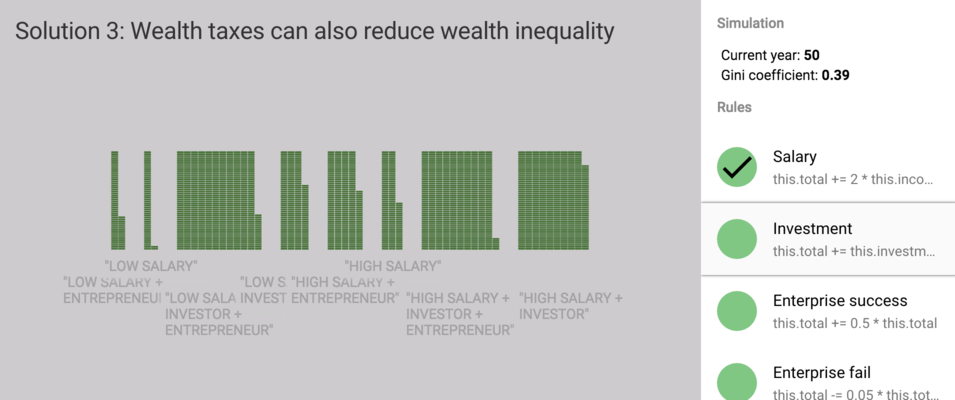 Solution 3: Wealth taxes can also reduce wealth inequality
"LOW SALARY"
"LOW SALARY +
ENTREPRENEUI
"LOW SALA
INVESTOR +
ENTREPRENEUR"
"LOW S.
INVEST
"HIGH SALARY +
ENTREPRENEUR"
"HIGH SALARY"
"HIGH SALARY +
INVESTOR +
ENTREPRENEUR"
"HIGH SALARY +
INVESTOR"
Simulation
Current year: 50
Gini coefficient: 0.39
Rules
Salary
this.total += 2 * this.inco...
Investment
this.total += this.investm...
Enterprise success
this.total += 0.5 * this.total
Enterprise fail
this.total -= 0.05 * this.tot...